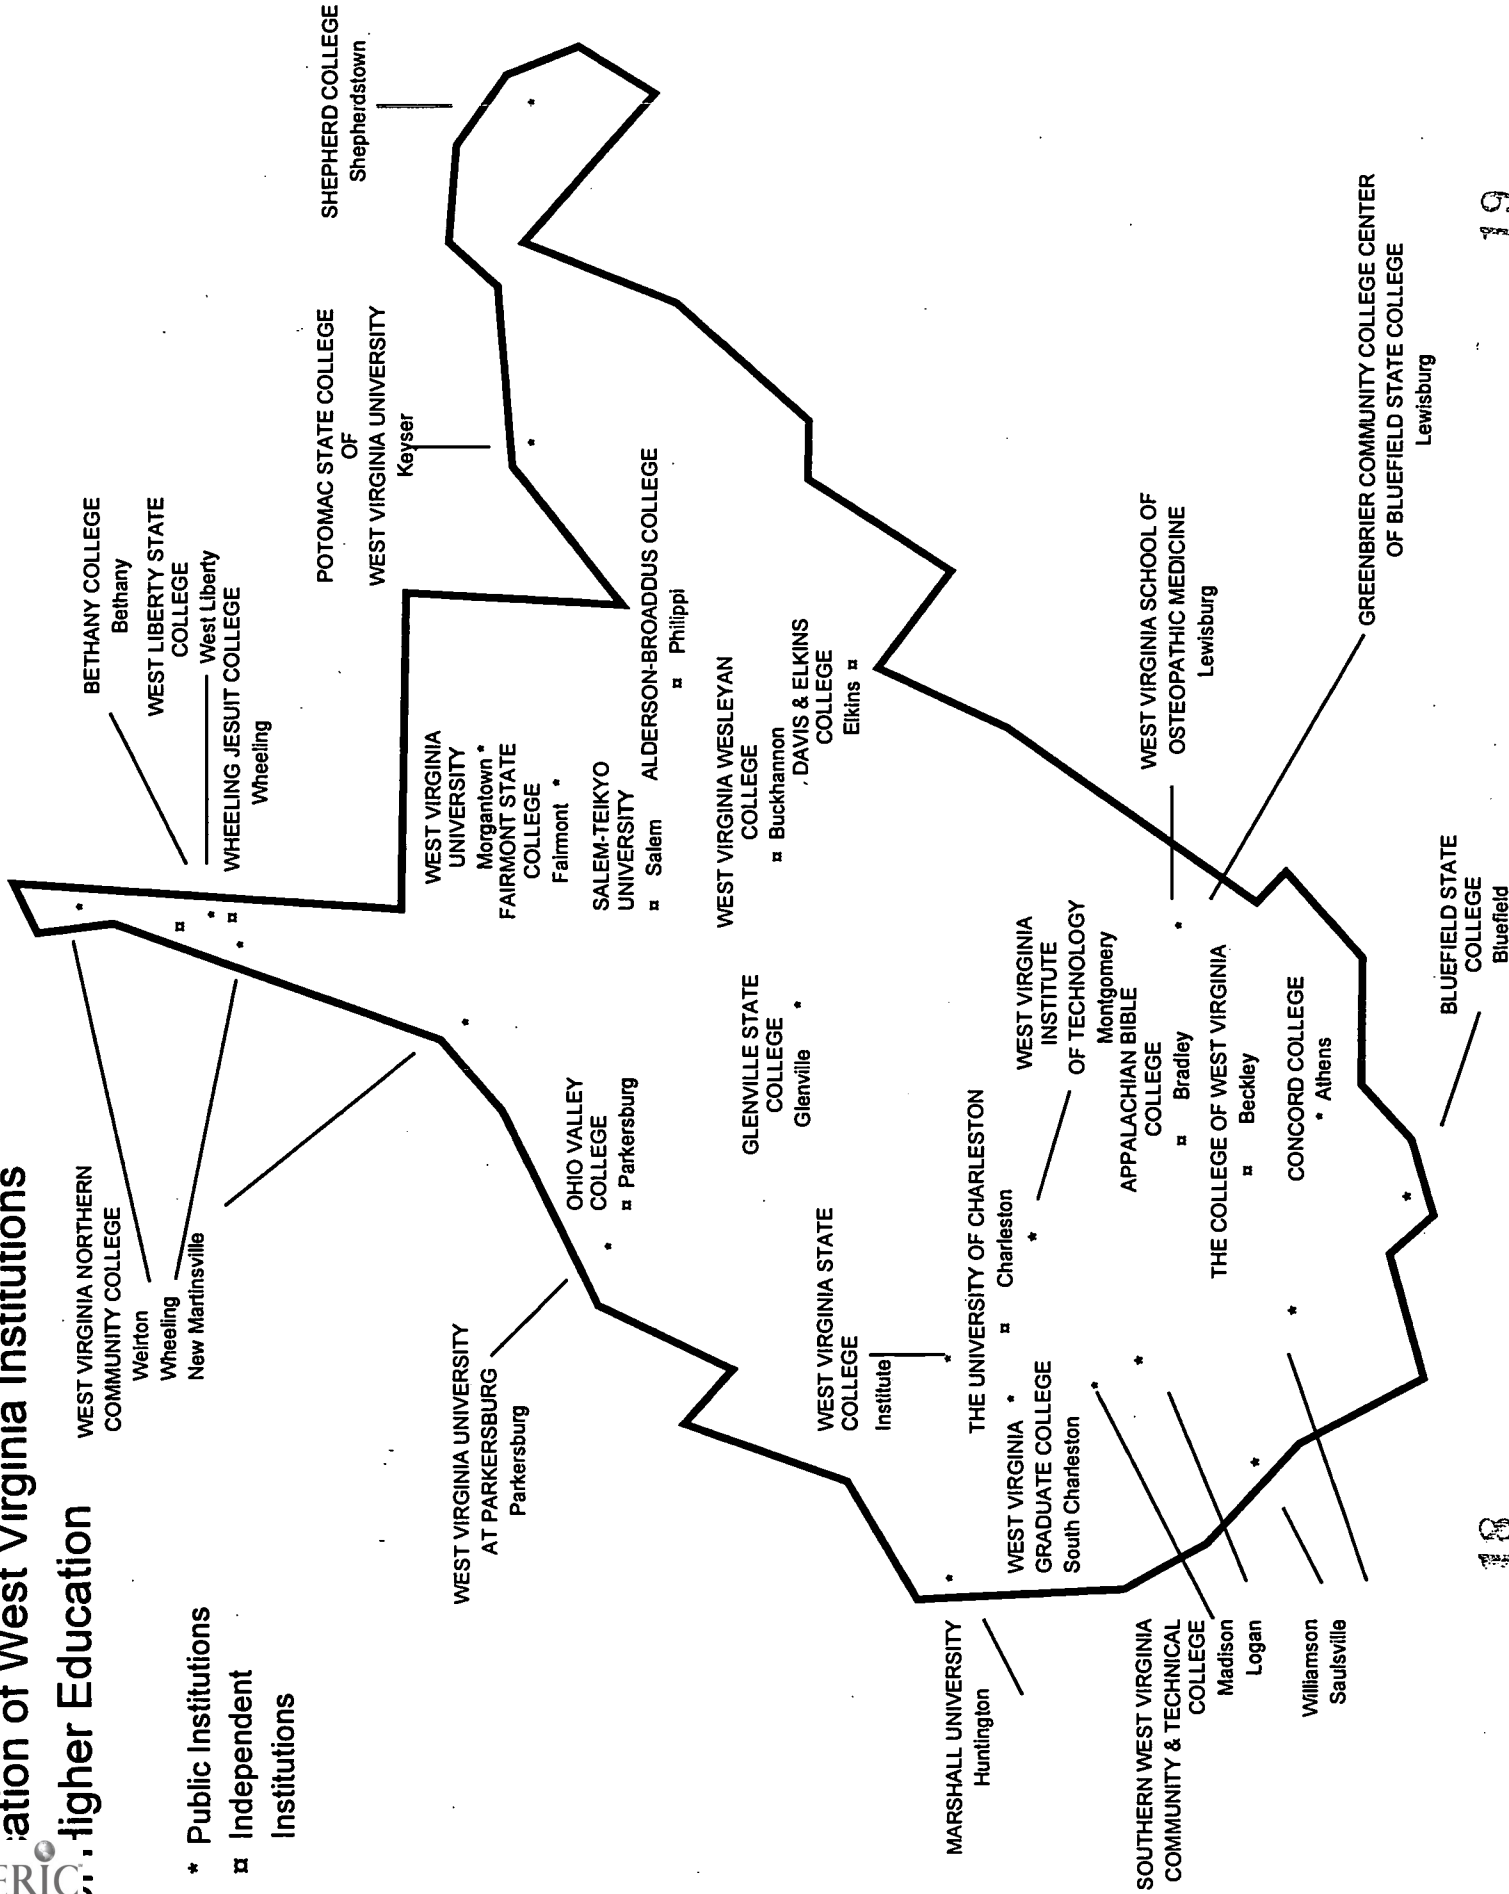 ation of West Virginia Institutions
Higher Education
* Public Institutions
¤ Independent
Institutions
WEST VIRGINIA NORTHERN
COMMUNITY COLLEGE
Weirton
Wheeling
New Martinsville
BETHANY COLLEGE
Bethany
WEST LIBERTY STATE
COLLEGE
West Liberty
WHEELING JESUIT COLLEGE
Wheeling
POTOMAC STATE COLLEGE
OF
WEST VIRGINIA UNIVERSITY
Keyser
SHEPHERD COLLEGE
Shepherdstown
WEST VIRGINIA
UNIVERSITY
Morgantown *
FAIRMONT STATE
COLLEGE
Fairmont *
SALEM-TEIKYO
UNIVERSITY
¤ Salem
ALDERSON-BROADDUS COLLEGE
¤ Philippi
WEST VIRGINIA WESLEYAN
COLLEGE
¤ Buckhannon
DAVIS & ELKINS
COLLEGE
Elkins ¤
WEST VIRGINIA UNIVERSITY
AT PARKERSBURG
Parkersburg
OHIO VALLEY
COLLEGE
¤ Parkersburg
GLENVILLE STATE
COLLEGE
Glenville *
WEST VIRGINIA STATE
COLLEGE
Institute
THE UNIVERSITY OF CHARLESTON
¤ Charleston
WEST VIRGINIA *
GRADUATE COLLEGE
South Charleston
WEST VIRGINIA
INSTITUTE
OF TECHNOLOGY
Montgomery
APPALACHIAN BIBLE
COLLEGE
¤ Bradley
THE COLLEGE OF WEST VIRGINIA
¤ Beckley
CONCORD COLLEGE
* Athens
MARSHALL UNIVERSITY
Huntington
SOUTHERN WEST VIRGINIA
COMMUNITY & TECHNICAL
COLLEGE
Madison
Logan
Williamson
Saulsville
WEST VIRGINIA SCHOOL OF
OSTEOPATHIC MEDICINE
Lewisburg
GREENBRIER COMMUNITY COLLEGE CENTER
OF BLUEFIELD STATE COLLEGE
Lewisburg
BLUEFIELD STATE
COLLEGE
Bluefield
18
19
ERIC